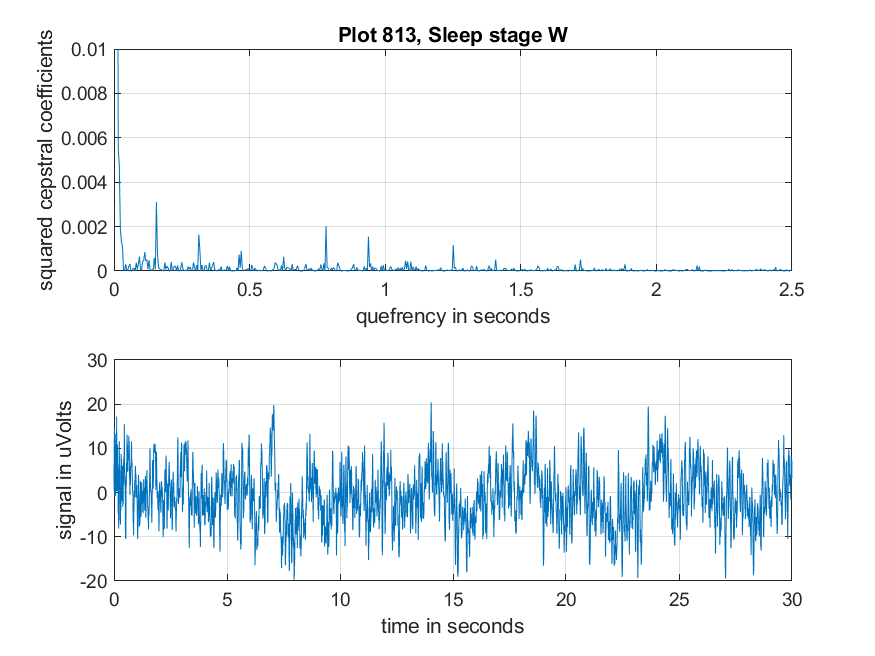 Plot 813, Sleep stage W
squared cepstral coefficients
0.01
0.008
0.006
0.004
0.002
0
0 0.5 1 1.5 2 2.5
quefrency in seconds
signal in uVolts
30
20
10
0
-10
-20
0 5 10 15 20 25 30
time in seconds